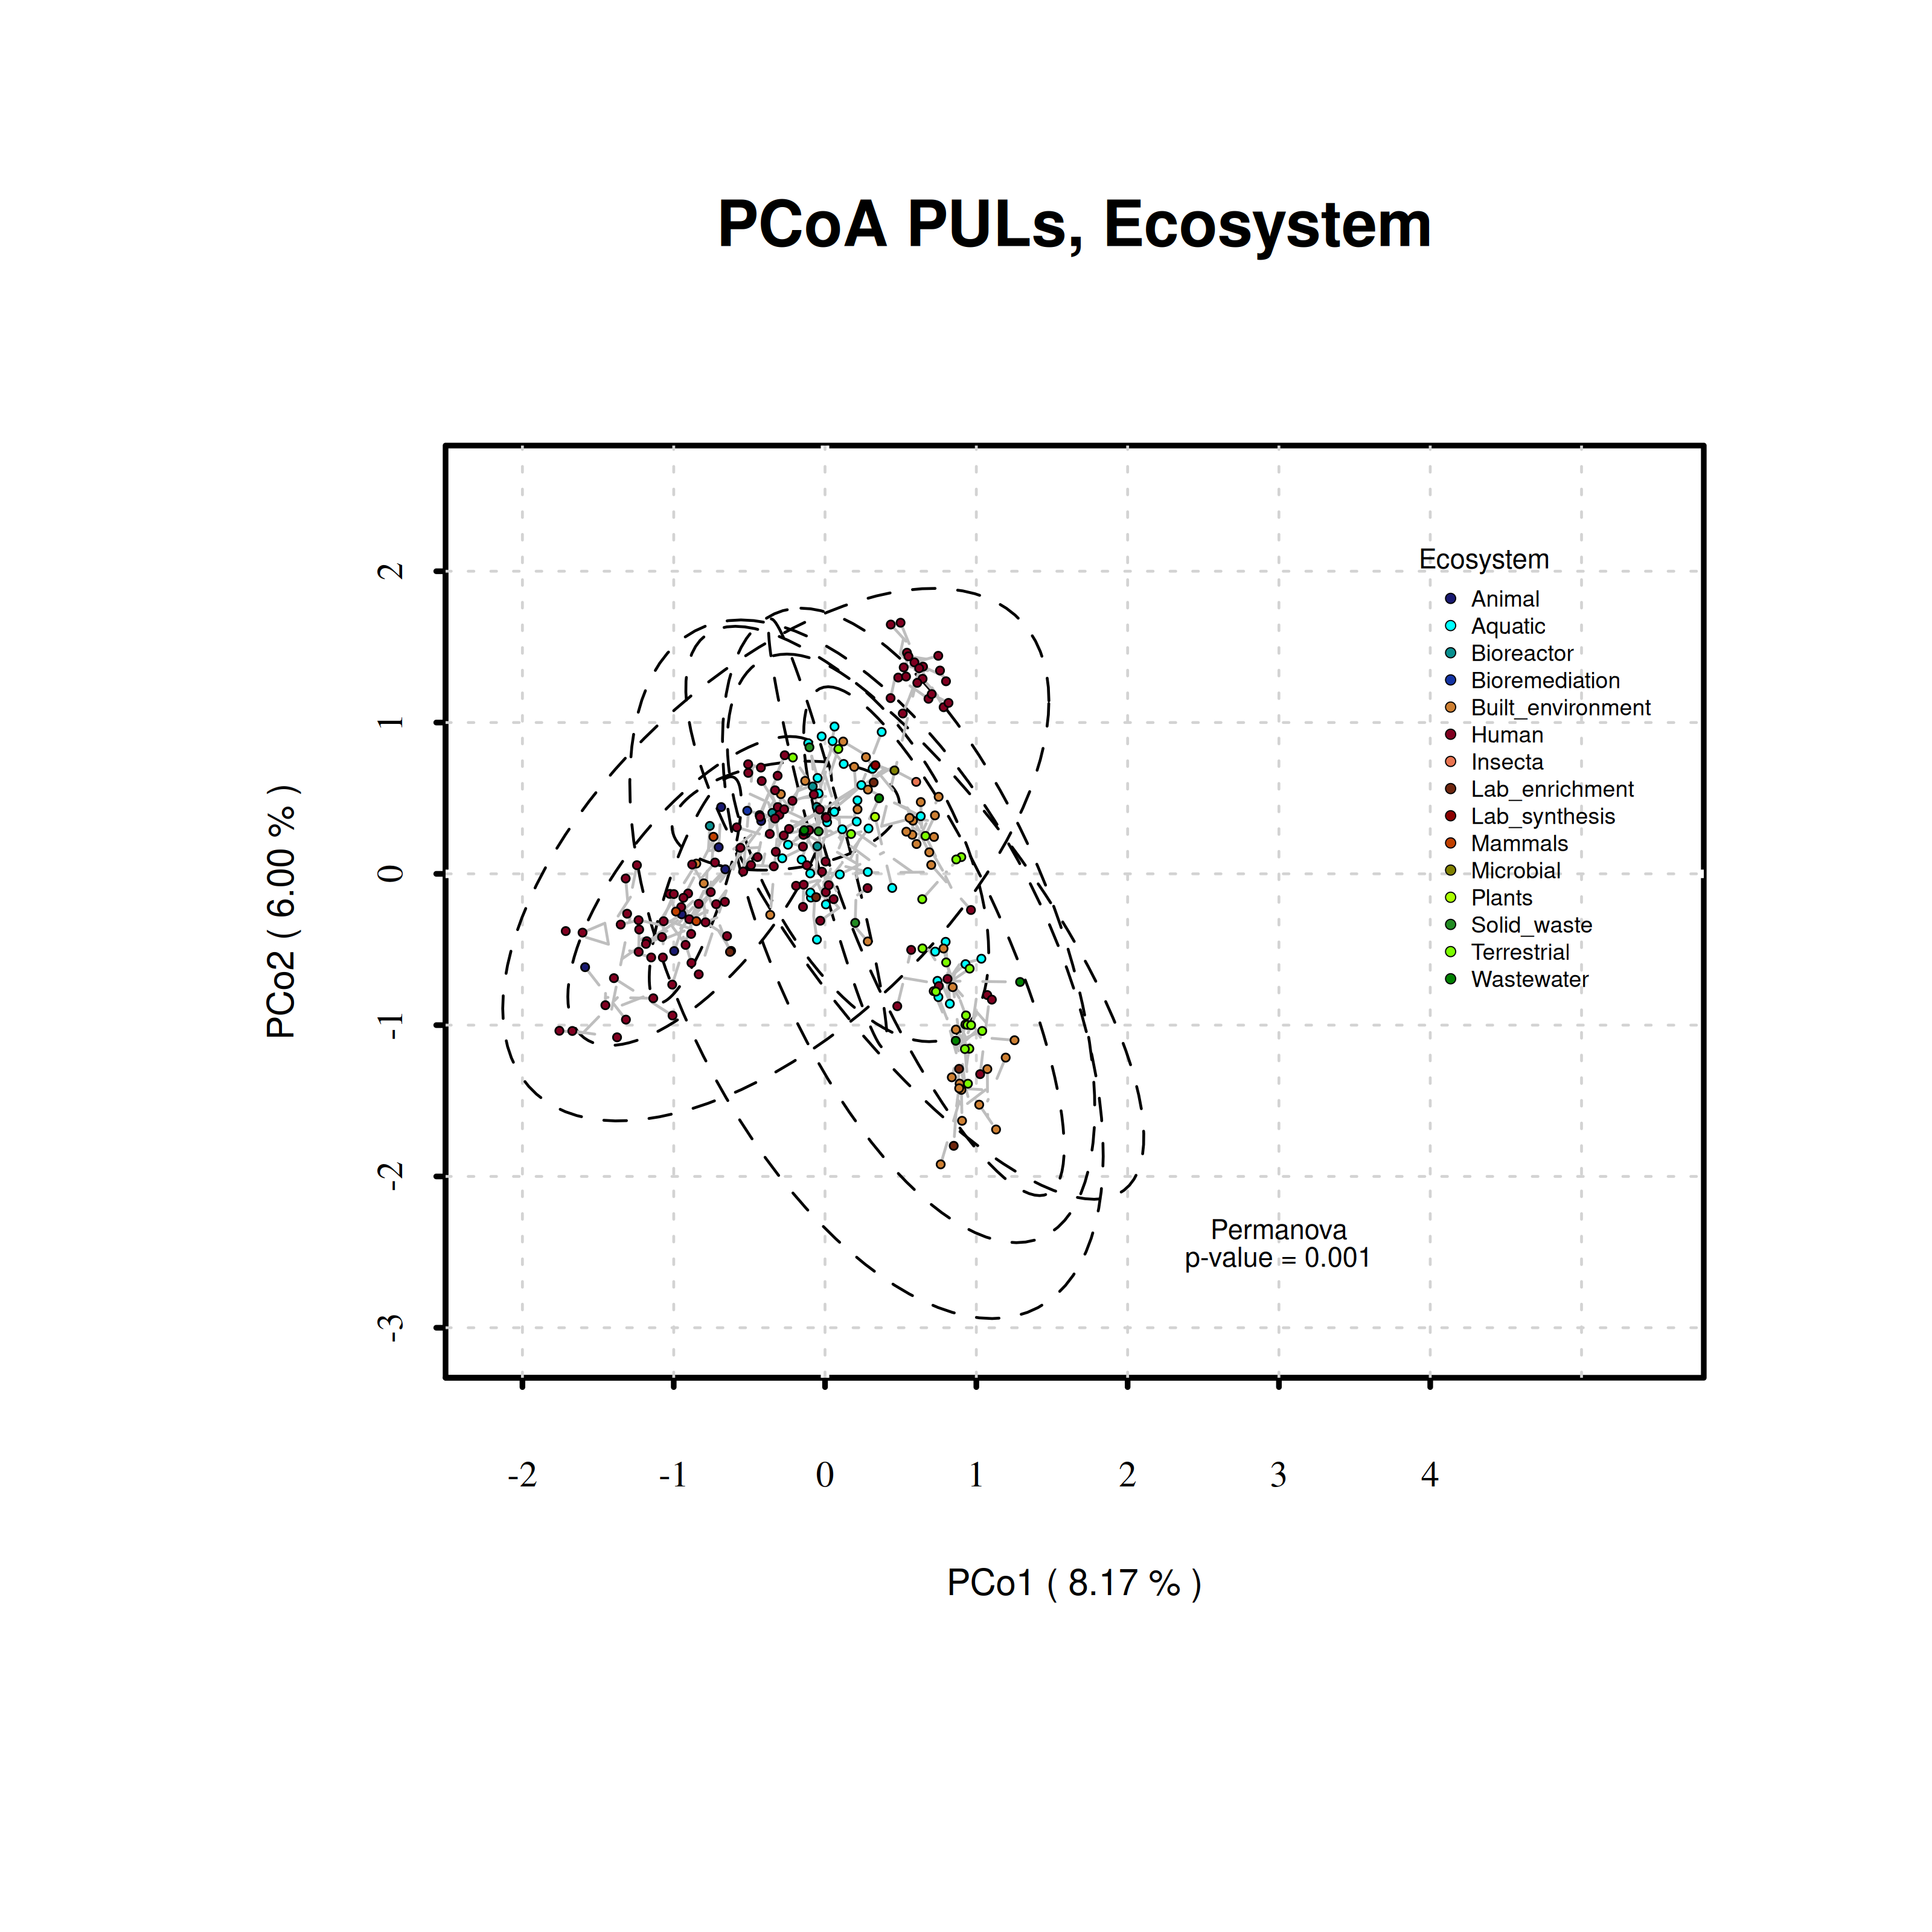 PCoA PULs, Ecosystem
PCo2 ( 6.00 % )
2
1
0
-1
-2
-3
Ecosystem
Animal
Aquatic
Bioreactor
Bioremediation
Built_environment
Human
Insecta
Lab_enrichment
Lab_synthesis
Mammals
Microbial
Plants
Solid_waste
Terrestrial
Wastewater
Permanova
p-value = 0.001
-2 -1 0 1 2 3 4
PCo1 ( 8.17 % )